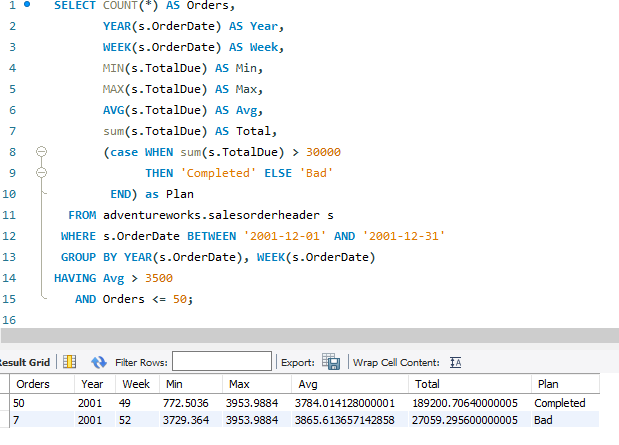 1 SELECT COUNT(*) AS Orders,
2 YEAR(s.OrderDate) AS Year,
3 WEEK(s.OrderDate) AS Week,
4 MIN(s.TotalDue) AS Min,
5 MAX(s.TotalDue) AS Max,
6 AVG(s.TotalDue) AS Avg,
7 sum(s.TotalDue) AS Total,
8 (case WHEN sum(s.TotalDue) > 30000
9 THEN 'Completed' ELSE 'Bad'
10 END) as Plan
11 FROM adventureworks.salesorderheader s
12 WHERE s.OrderDate BETWEEN '2001-12-01' AND '2001-12-31'
13 GROUP BY YEAR(s.OrderDate), WEEK(s.OrderDate)
14 HAVING Avg > 3500
15 AND Orders <= 50;
16
Result Grid Filter Rows: Export: Wrap Cell Content:
Orders Year Week Min Max Avg Total Plan
50 2001 49 772.5036 3953.9884 3784.014128000001 189200.70640000005 Completed
7 2001 52 3729.364 3953.9884 3865.613657142858 27059.295600000005 Bad